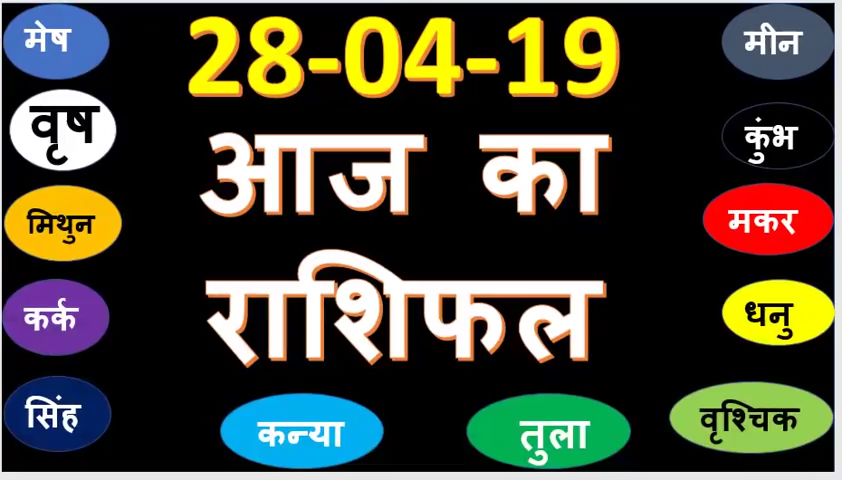 मेष
28-04-19
मीन
वृष
आज का
कुंभ
मिथुन
मकर
राशिफल
कर्क
धनु
सिंह
कन्या
तुला
वृश्चिक